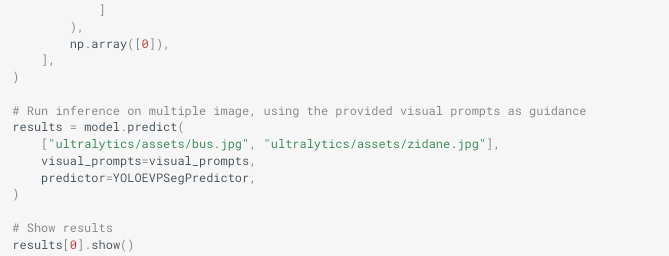 ]
),
np.array([0]),
],
)
# Run inference on multiple image, using the provided visual prompts as guidance
results = model.predict(
["ultralytics/assets/bus.jpg", "ultralytics/assets/zidane.jpg"],
visual_prompts=visual_prompts,
predictor=YOLOEVPSegPredictor,
)
# Show results
results[0].show()